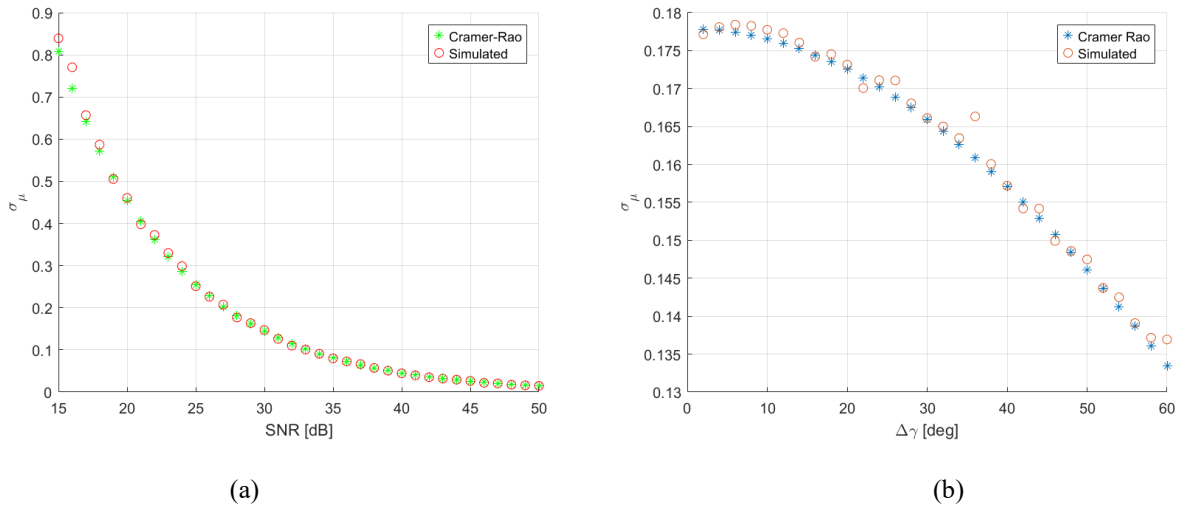 0.9
0.8
0.7
0.6
0.5
0.4
0.3
0.2
0.1
0
σμ
15 20 25 30 35 40 45 50
SNR [dB]
Cramer-Rao
Simulated
(a)
0.18
0.175
0.17
0.165
0.16
0.155
0.15
0.145
0.14
0.135
0.13
σμ
0 10 20 30 40 50 60
Δγ [deg]
Cramer Rao
Simulated
(b)